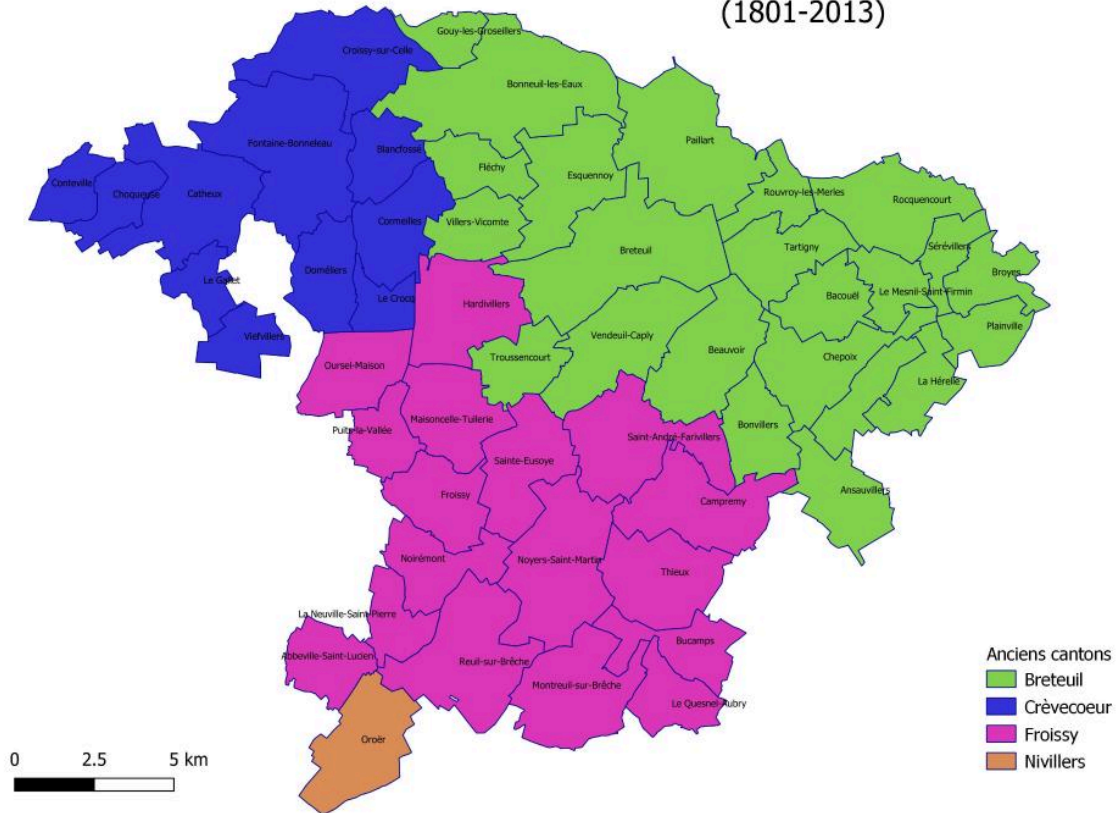 (1801-2013)
Gouy-les-Groseillers
Croissy-sur-Celle
Bonneuil-les-Eaux
Paillart
Fontaine-Bonneleau
Blancfossé
Fléchy
Esquennoy
Conteville
Choqueuse
Catheux
Rouvroy-les-Merles
Rocquencourt
Cormeilles
Villers-Vicomte
Breteuil
Tartigny
Sérévillers
Broyes
Doméliers
Le Gallet
Le Crocq
Hardivillers
Bacouël
Le Mesnil-Saint-Firmin
Plainville
Viefvillers
Vendeuil-Caply
Beauvoir
Chepoix
Troussencourt
Oursel-Maison
La Hérelle
Maisoncelle-Tuilerie
Puits-la-Vallée
Saint-André-Farivillers
Bonvillers
Sainte-Eusoye
Froissy
Campremy
Ansauvillers
Noirémont
Noyers-Saint-Martin
Thieux
La Neuville-Saint-Pierre
Bucamps
Abbeville-Saint-Lucien
Reuil-sur-Brêche
Montreuil-sur-Brêche
Le Quesnel-Aubry
Oroër
Anciens cantons
Breteuil
Crèvecoeur
Froissy
Nivillers
0 2.5 5 km